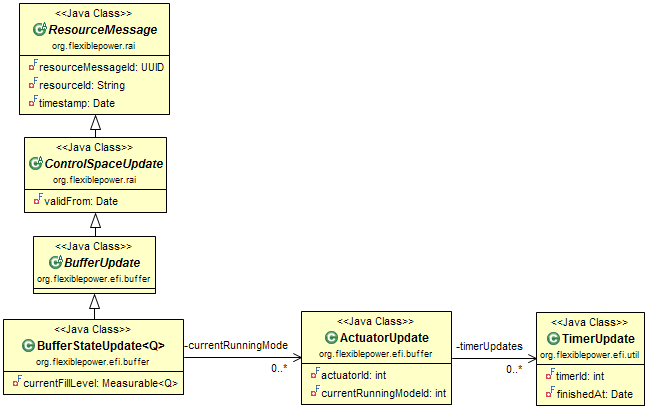 <<Java Class>>
ResourceMessage
org.flexiblepower.rai
resourceMessageId: UUID
resourceId: String
timestamp: Date
<<Java Class>>
ControlSpaceUpdate
org.flexiblepower.rai
validFrom: Date
<<Java Class>>
BufferUpdate
org.flexiblepower.efi.buffer
<<Java Class>>
BufferStateUpdate<Q>
org.flexiblepower.efi.buffer
currentFillLevel: Measurable<Q>
-currentRunningMode
0..*
<<Java Class>>
ActuatorUpdate
org.flexiblepower.efi.buffer
actuatorId: int
currentRunningModeId: int
-timerUpdates
0..*
<<Java Class>>
TimerUpdate
org.flexiblepower.efi.util
timerId: int
finishedAt: Date